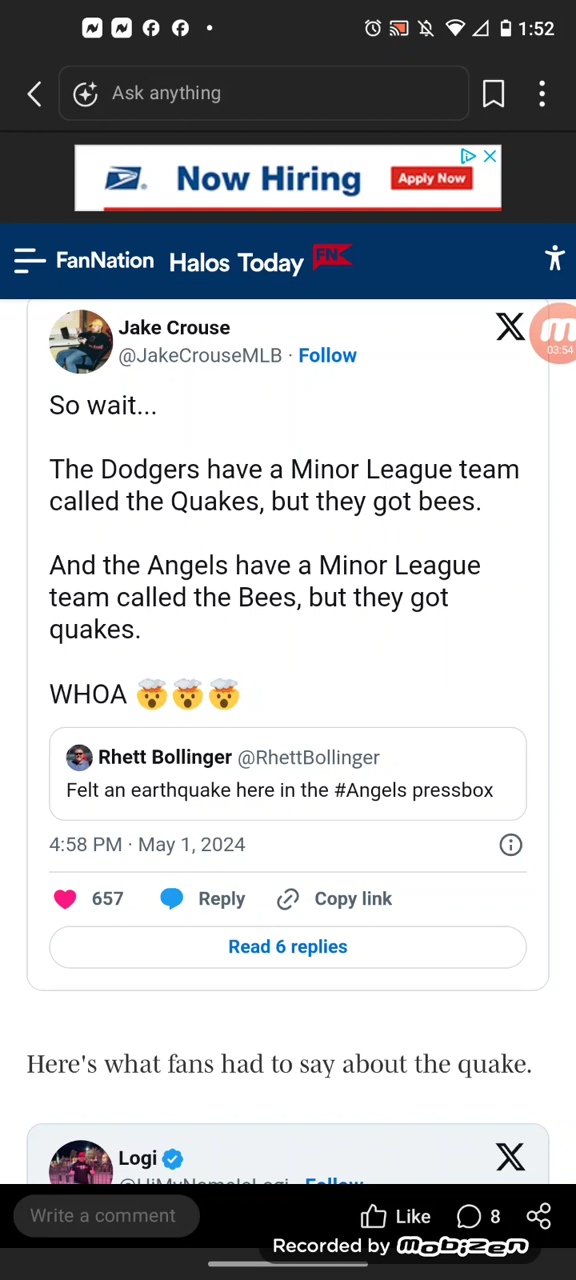 1:52
Ask anything
Now Hiring
Apply Now
FanNation Halos Today FN
Jake Crouse
@JakeCrouseMLB · Follow
03:54
So wait...
The Dodgers have a Minor League team
called the Quakes, but they got bees.
And the Angels have a Minor League
team called the Bees, but they got
quakes.
WHOA 🤯🤯🤯
Rhett Bollinger @RhettBollinger
Felt an earthquake here in the #Angels pressbox
4:58 PM · May 1, 2024
657 Reply Copy link
Read 6 replies
Here's what fans had to say about the quake.
Logi
Write a comment
Like 8
Recorded by mobizen